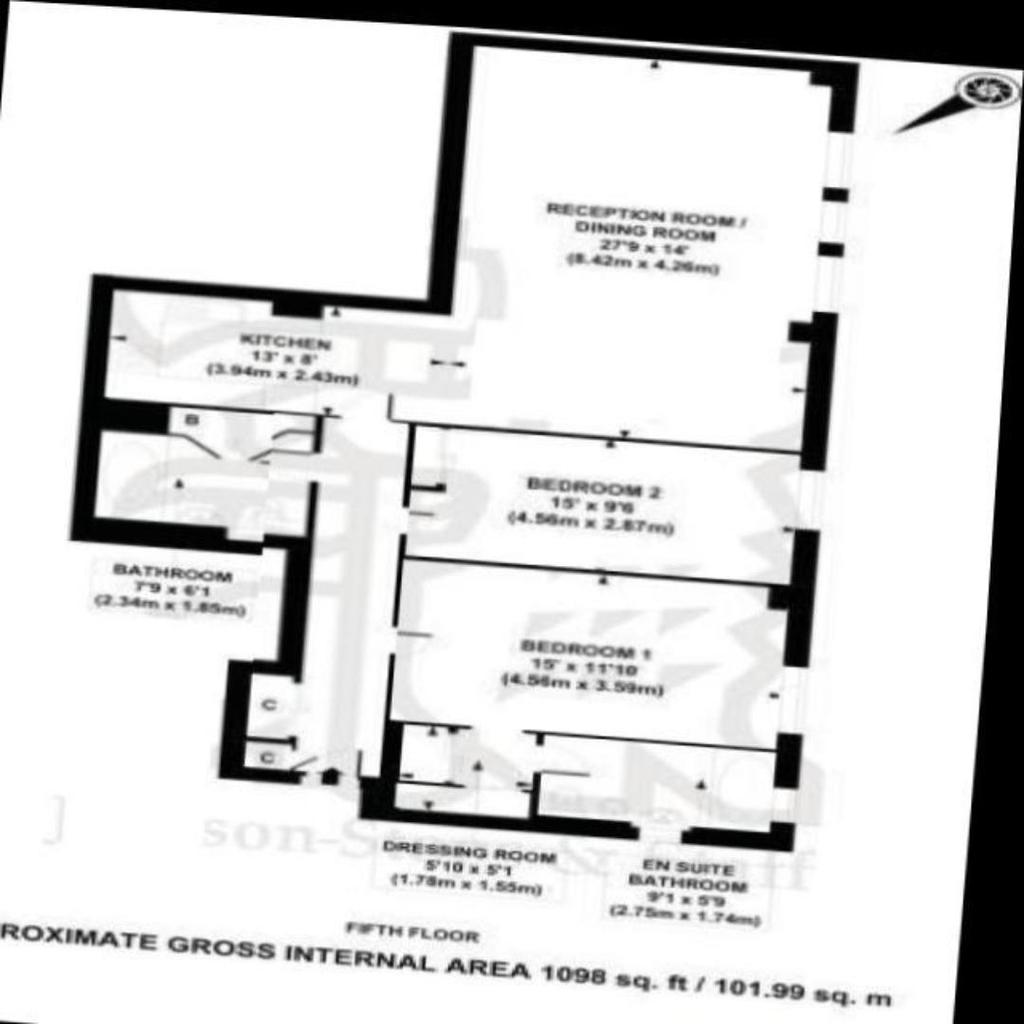 RECEPTION ROOM /
DINING ROOM
27'9 x 14'
(8.42m x 4.26m)
KITCHEN
13' x 8'
(3.94m x 2.43m)
B
BEDROOM 2
15' x 9'6
(4.56m x 2.87m)
BATHROOM
7'9 x 6'1
(2.34m x 1.85m)
BEDROOM 1
15' x 11'10
(4.56m x 3.59m)
C
C
J son- & ff
DRESSING ROOM
5'10 x 5'1
(1.78m x 1.55m)
EN SUITE
BATHROOM
9'1 x 5'9
(2.75m x 1.74m)
FIFTH FLOOR
ROXIMATE GROSS INTERNAL AREA 1098 sq. ft / 101.99 sq. m